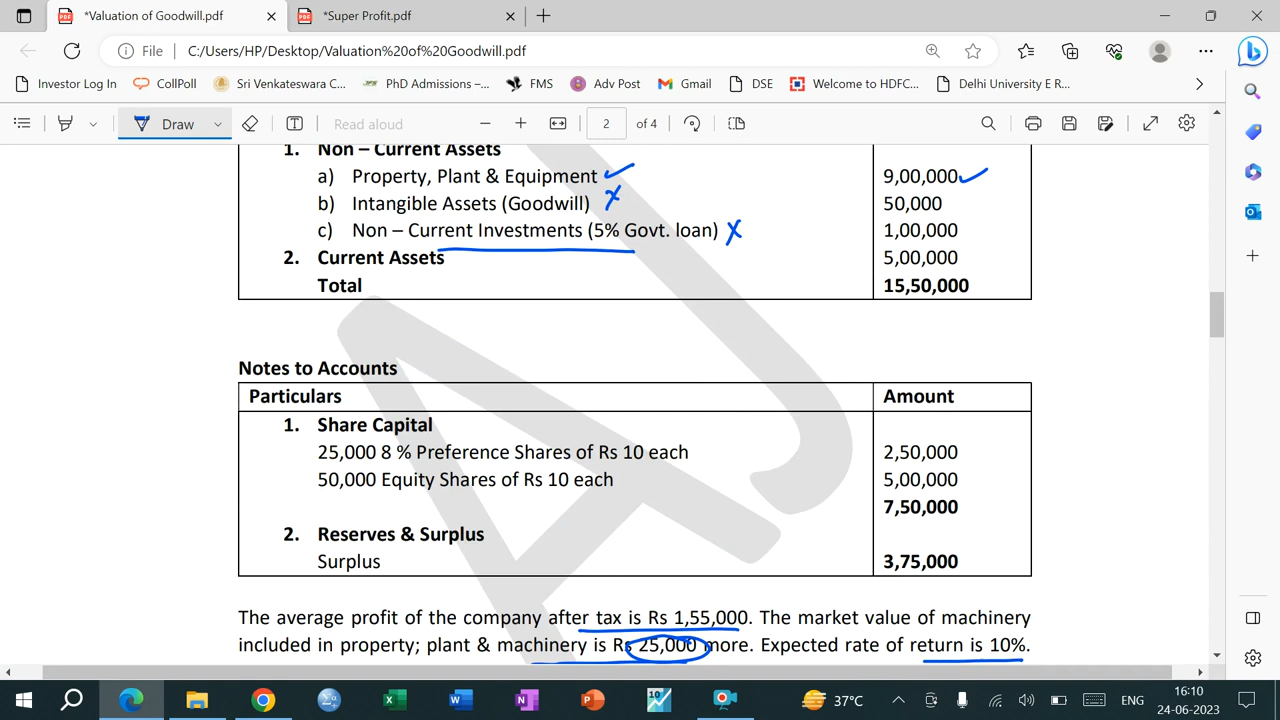 *Valuation of Goodwill.pdf
*Super Profit.pdf
File
C:/Users/HP/Desktop/Valuation%20of%20Goodwill.pdf
Investor Log In
CollPoll
Sri Venkateswara C...
PhD Admissions –...
FMS
Adv Post
Gmail
DSE
Welcome to HDFC...
Delhi University E R...
Draw
Read aloud
2
of 4
1. Non – Current Assets
a) Property, Plant & Equipment 9,00,000
b) Intangible Assets (Goodwill) 50,000
c) Non – Current Investments (5% Govt. loan) 1,00,000
2. Current Assets 5,00,000
Total 15,50,000
Notes to Accounts
Particulars Amount
1. Share Capital
25,000 8 % Preference Shares of Rs 10 each 2,50,000
50,000 Equity Shares of Rs 10 each 5,00,000
7,50,000
2. Reserves & Surplus
Surplus 3,75,000
The average profit of the company after tax is Rs 1,55,000. The market value of machinery
included in property; plant & machinery is Rs 25,000 more. Expected rate of return is 10%.
AJ
37°C
ENG
16:10
24-06-2023